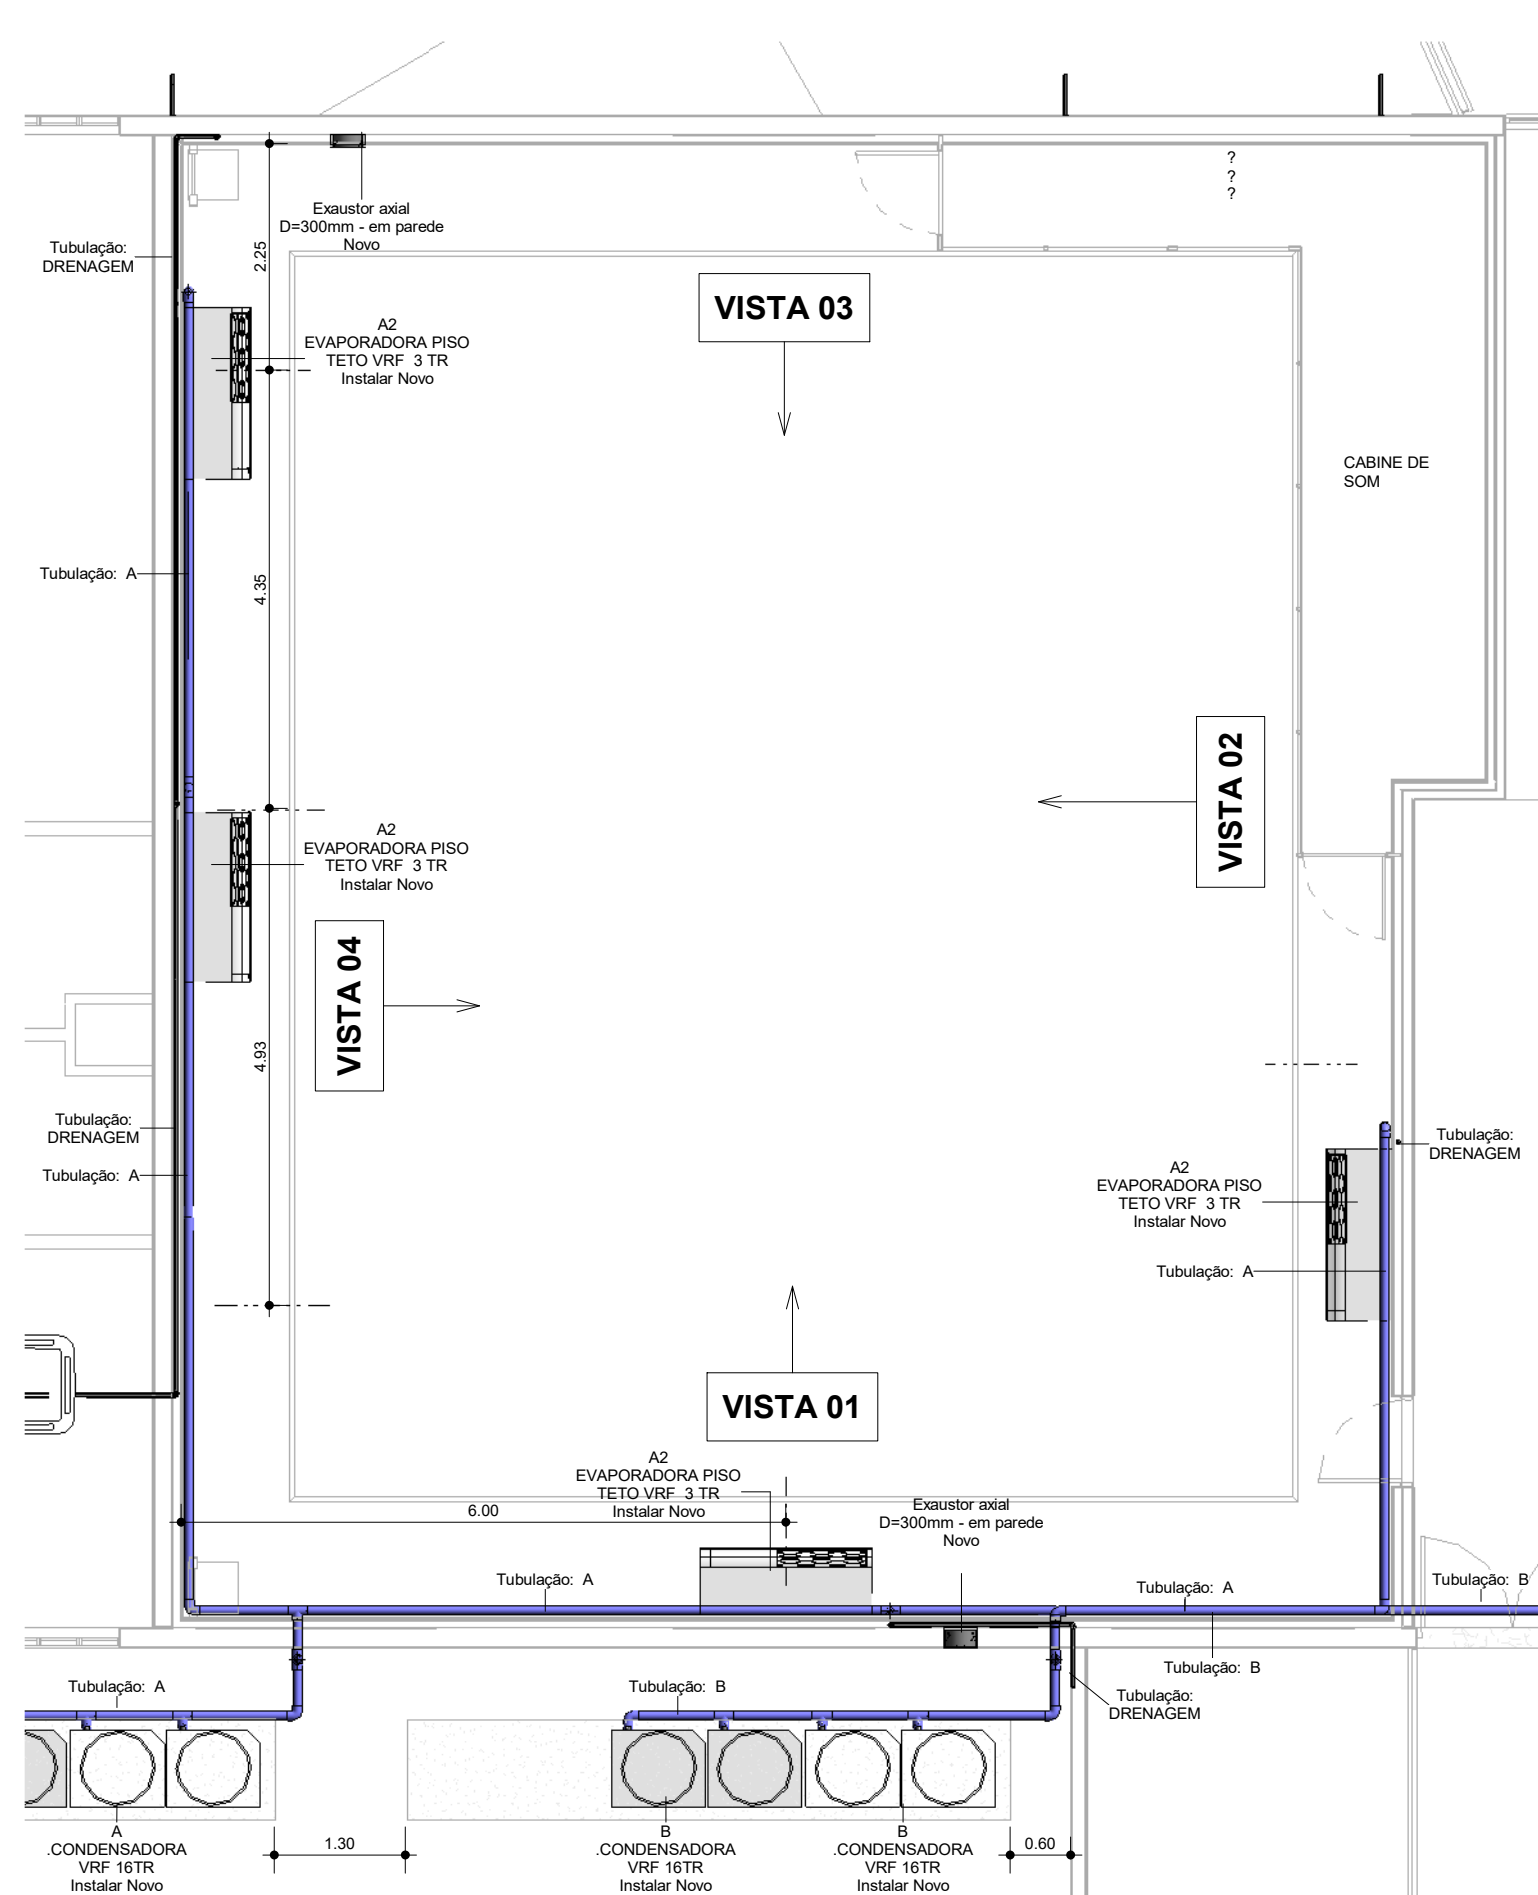 ?
?
?
Exaustor axial
D=300mm - em parede
Novo
Tubulação:
DRENAGEM
2.25
VISTA 03
A2
EVAPORADORA PISO
TETO VRF  3 TR
Instalar Novo
CABINE DE
SOM
Tubulação:  A
4.35
VISTA 02
A2
EVAPORADORA PISO
TETO VRF  3 TR
Instalar Novo
VISTA 04
4.93
Tubulação:
DRENAGEM
Tubulação:  A
Tubulação:
DRENAGEM
A2
EVAPORADORA PISO
TETO VRF  3 TR
Instalar Novo
Tubulação:  A
VISTA 01
A2
EVAPORADORA PISO
TETO VRF  3 TR
Instalar Novo
6.00
Exaustor axial
D=300mm - em parede
Novo
Tubulação:  A
Tubulação:  A
Tubulação:  B
Tubulação:  B
Tubulação:  A
Tubulação:  B
Tubulação:
DRENAGEM
A
.CONDENSADORA
VRF 16TR
Instalar Novo
1.30
B
.CONDENSADORA
VRF 16TR
Instalar Novo
B
.CONDENSADORA
VRF 16TR
Instalar Novo
0.60